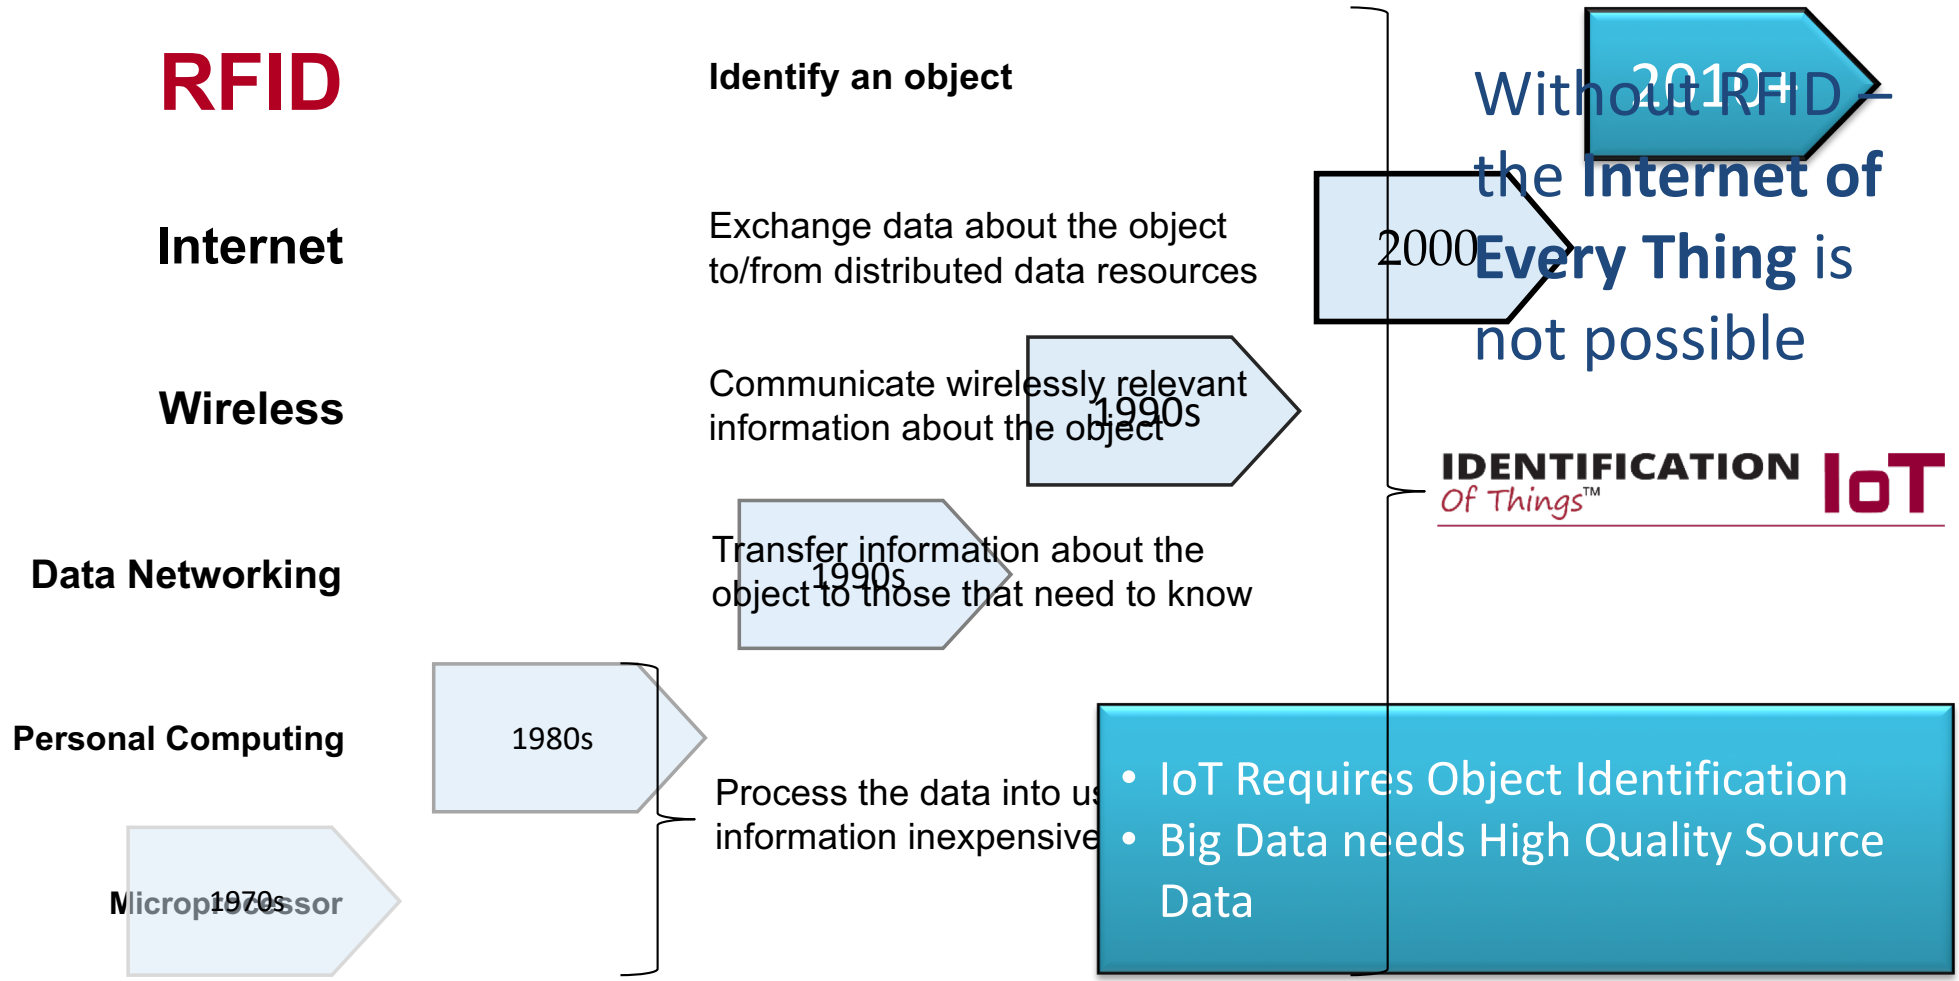 RFID
Identify an object
2010+
Without RFID –
the Internet of
Every Thing is
not possible
Internet
Exchange data about the object
to/from distributed data resources
2000
Wireless
Communicate wirelessly relevant
information about the object
1990s
IDENTIFICATION
Of Things™
IoT
Data Networking
Transfer information about the
object to those that need to know
1990s
Personal Computing
1980s
Process the data into
information
Microprocessor
1970s
• IoT Requires Object Identification
• Big Data needs High Quality Source
Data